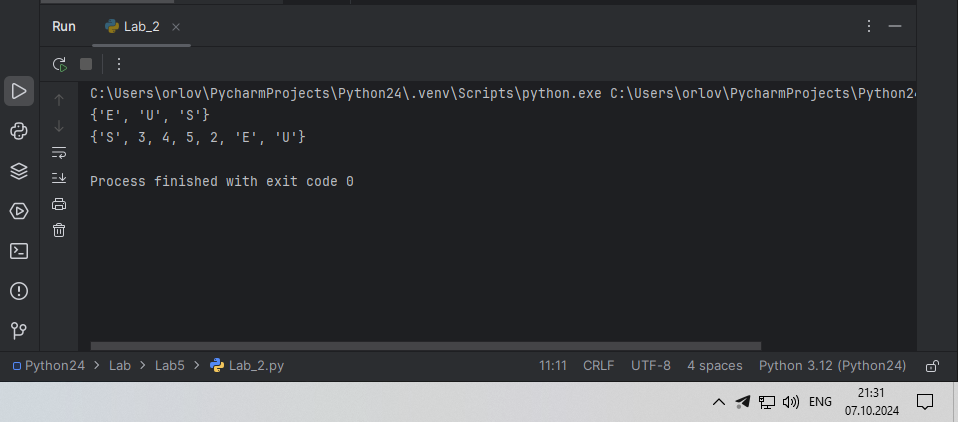 Run Lab_2
C:\Users\orlov\PycharmProjects\Python24\.venv\Scripts\python.exe C:\Users\orlov\PycharmProjects\Python24
{'E', 'U', 'S'}
{'S', 3, 4, 5, 2, 'E', 'U'}
Process finished with exit code 0
Python24 > Lab > Lab5 > Lab_2.py 11:11 CRLF UTF-8 4 spaces Python 3.12 (Python24)
ENG 21:31
07.10.2024